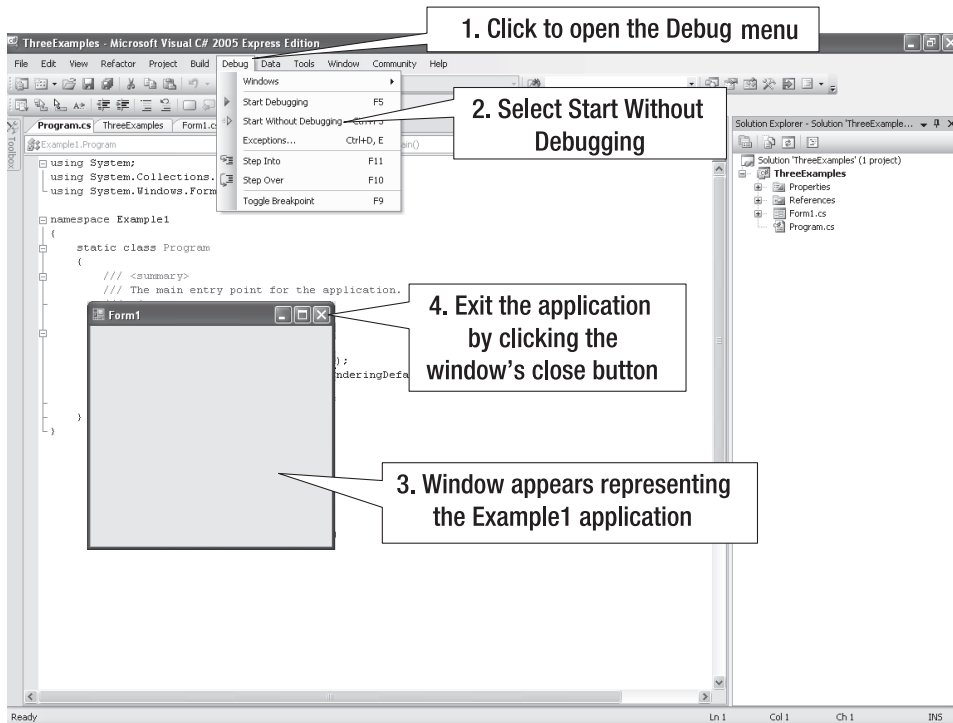 1. Click to open the Debug menu
ThreeExamples - Microsoft Visual C# 2005 Express Edition
File Edit View Refactor Project Build Debug Data Tools Window Community Help
Windows
Start Debugging F5
2. Select Start Without
Debugging
Start Without Debugging
Exceptions... Ctrl+D, E
Step Into F11
Step Over F10
Toggle Breakpoint F9
Toolbox
Program.cs ThreeExamples Form1.c
Example1.Program
ain()
using System;
using System.Collections.
using System.Windows.Form
namespace Example1
{
static class Program
{
/// <summary>
/// The main entry point for the application.
Form1
);
nderingDefa
}
}
4. Exit the application
by clicking the
window's close button
3. Window appears representing
the Example1 application
Solution Explorer - Solution 'ThreeExample...
Solution 'ThreeExamples' (1 project)
ThreeExamples
Properties
References
Form1.cs
Program.cs
Ready Ln 1 Col 1 Ch 1 INS